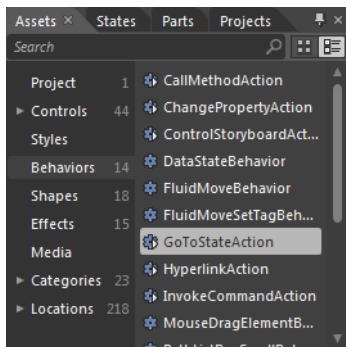 Assets × States Parts Projects
Search
Project 1
Controls 44
Styles
Behaviors 14
Shapes 18
Effects 15
Media
Categories 23
Locations 218
CallMethodAction
ChangePropertyAction
ControlStoryboardAct...
DataStateBehavior
FluidMoveBehavior
FluidMoveSetTagBeh...
GoToStateAction
HyperlinkAction
InvokeCommandAction
MouseDragElementB...